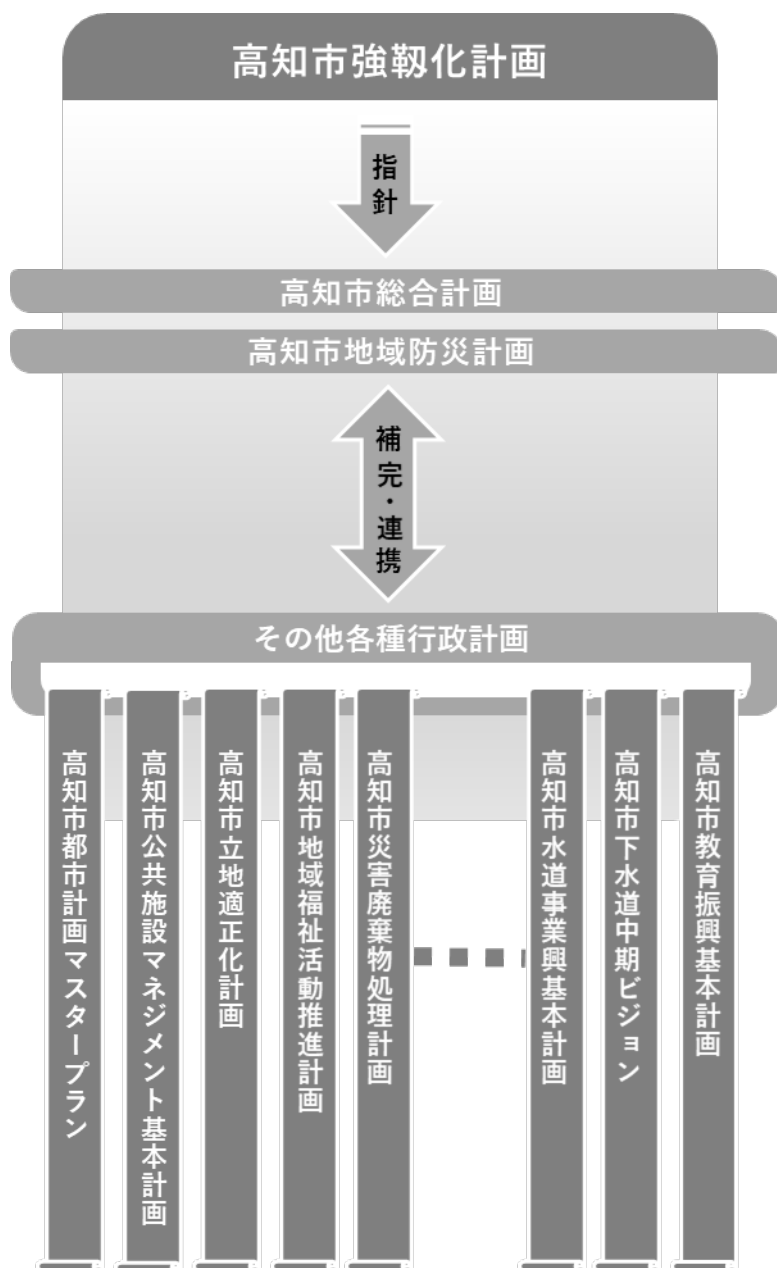 高知市強靱化計画
指針
高知市総合計画
高知市地域防災計画
補完・連携
その他各種行政計画
高知市都市計画マスタープラン
高知市公共施設マネジメント基本計画
高知市立地適正化計画
高知市地域福祉活動推進計画
高知市災害廃棄物処理計画
高知市水道事業興基本計画
高知市下水道中期ビジョン
高知市教育振興基本計画